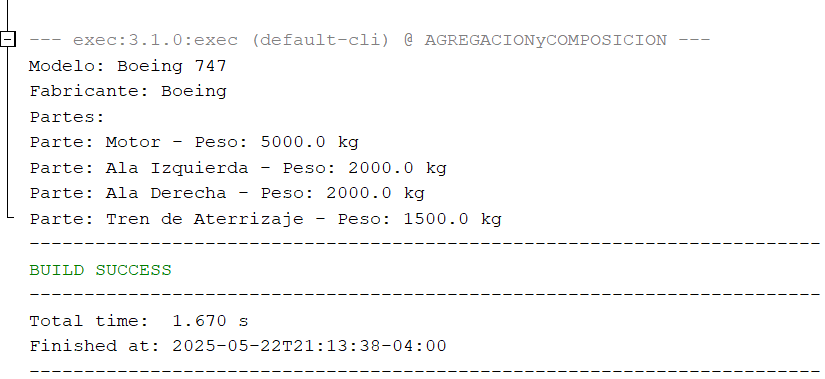 --- exec:3.1.0:exec (default-cli) @ AGREGACIONyCOMPOSICION ---
Modelo: Boeing 747
Fabricante: Boeing
Partes:
Parte: Motor - Peso: 5000.0 kg
Parte: Ala Izquierda - Peso: 2000.0 kg
Parte: Ala Derecha - Peso: 2000.0 kg
Parte: Tren de Aterrizaje - Peso: 1500.0 kg
------------------------------------------------------------------------
BUILD SUCCESS
------------------------------------------------------------------------
Total time:  1.670 s
Finished at: 2025-05-22T21:13:38-04:00
------------------------------------------------------------------------